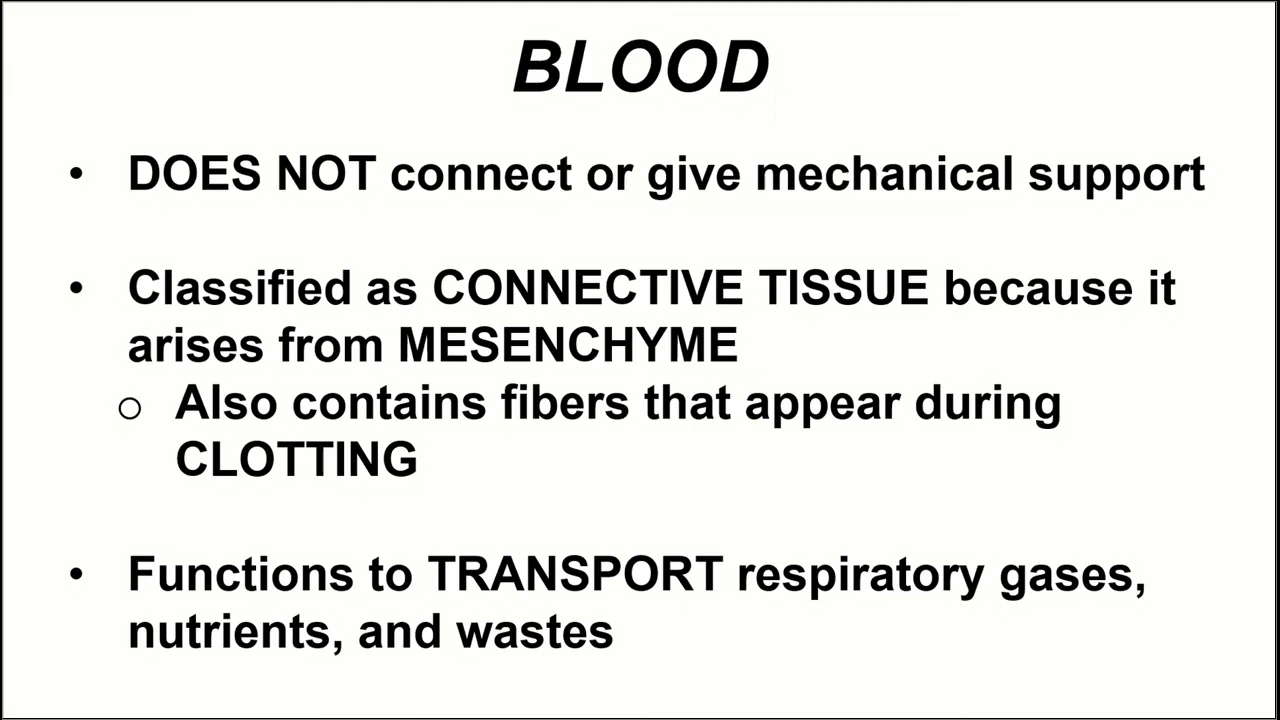 BLOOD
• DOES NOT connect or give mechanical support
• Classified as CONNECTIVE TISSUE because it
arises from MESENCHYME
o Also contains fibers that appear during
CLOTTING
• Functions to TRANSPORT respiratory gases,
nutrients, and wastes